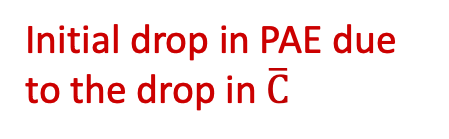 Initial drop in PAE due
to the drop in C̅